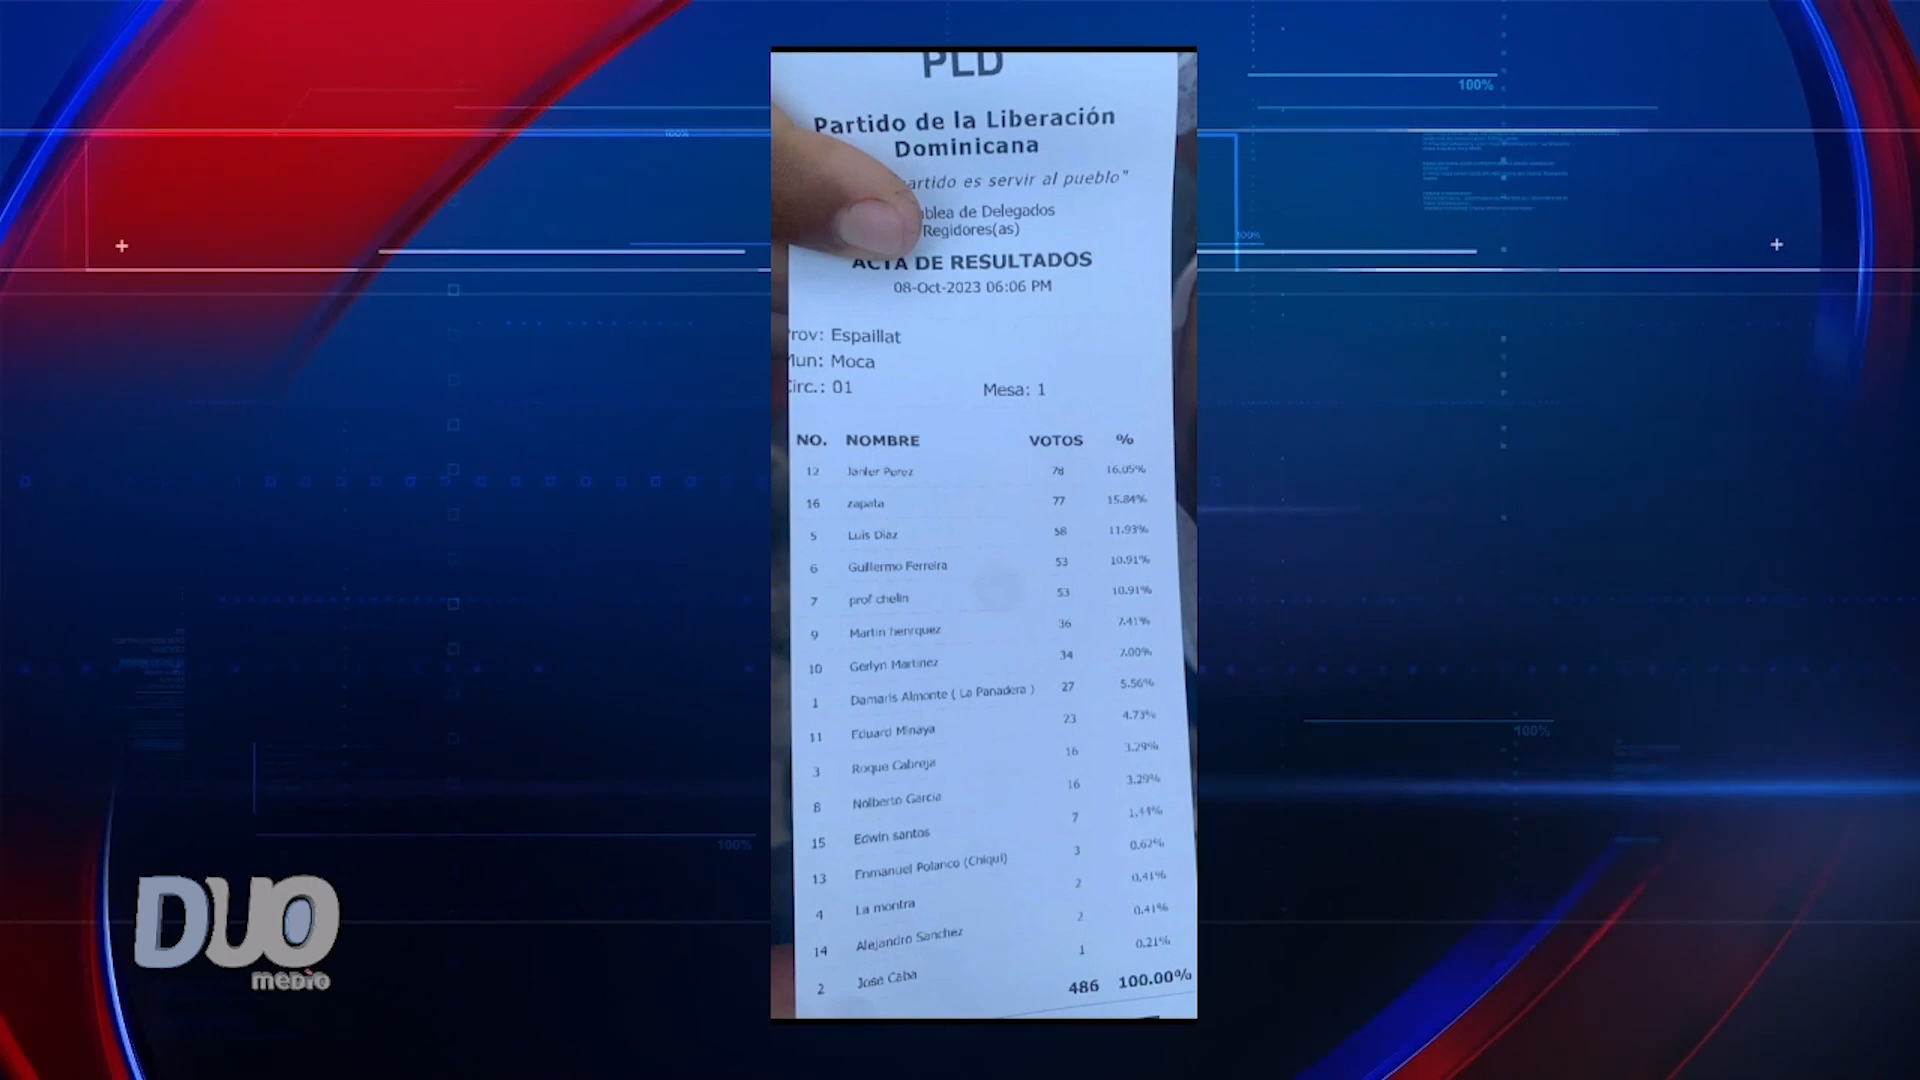 PLD
Partido de la Liberación
Dominicana
artido es servir al pueblo"
blea de Delegados
Regidores(as)
ACTA DE RESULTADOS
08-Oct-2023 06:06 PM
rov: Espaillat
Mun: Moca
Circ.: 01 Mesa: 1
NO. NOMBRE VOTOS %
12 Janler Perez 78 16.05%
16 zapata 77 15.84%
5 Luis Diaz 58 11.93%
6 Guillermo Ferreira 53 10.91%
7 prof chelin 53 10.91%
9 Martin henrquez 36 7.41%
10 Gerlyn Martinez 34 7.00%
1 Damaris Almonte ( La Panadera ) 27 5.56%
11 Eduard Minaya 23 4.73%
3 Roque Cabreja 16 3.29%
8 Nolberto Garcia 16 3.29%
15 Edwin santos 7 1.44%
13 Enmanuel Polanco (Chiqui) 3 0.62%
4 La montra 2 0.41%
14 Alejandro Sanchez 2 0.41%
2 Jose Caba 1 0.21%
486 100.00%
100%
100%
100%
100%
100%
DUO
medio